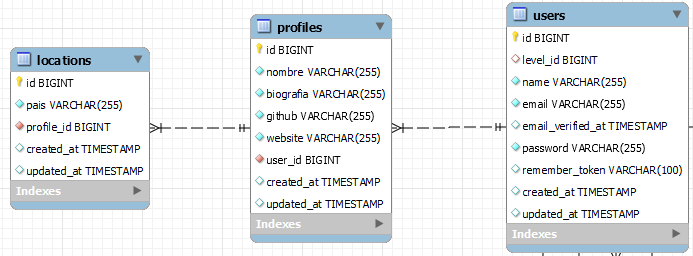 locations
id BIGINT
pais VARCHAR(255)
profile_id BIGINT
created_at TIMESTAMP
updated_at TIMESTAMP
Indexes
profiles
id BIGINT
nombre VARCHAR(255)
biografia VARCHAR(255)
github VARCHAR(255)
website VARCHAR(255)
user_id BIGINT
created_at TIMESTAMP
updated_at TIMESTAMP
Indexes
users
id BIGINT
level_id BIGINT
name VARCHAR(255)
email VARCHAR(255)
email_verified_at TIMESTAMP
password VARCHAR(255)
remember_token VARCHAR(100)
created_at TIMESTAMP
updated_at TIMESTAMP
Indexes